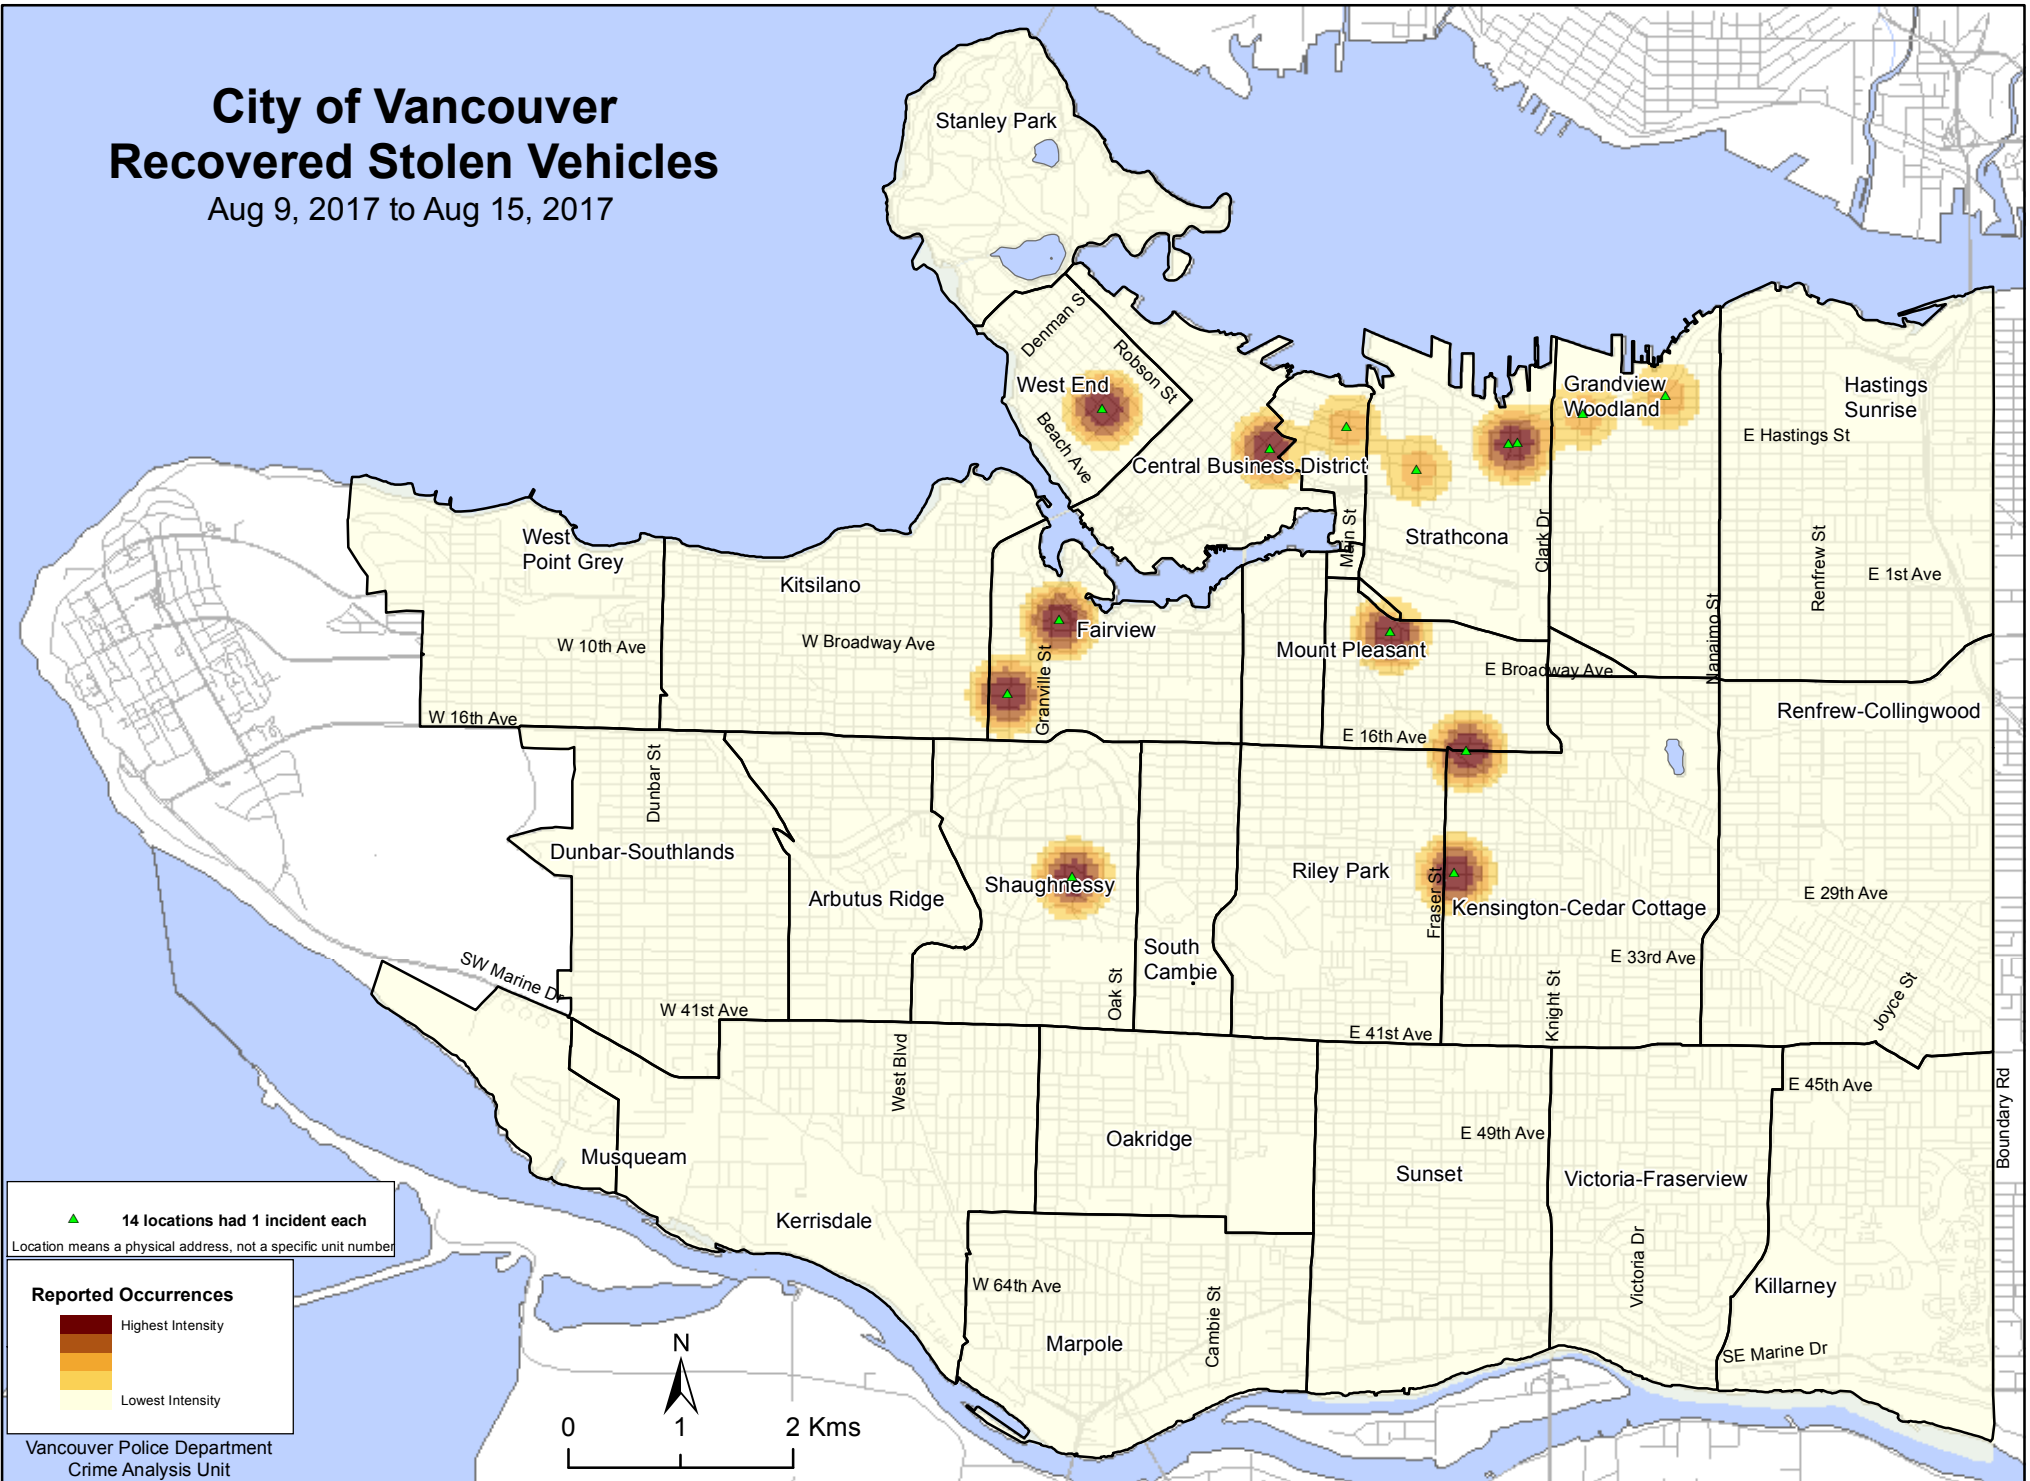 City of Vancouver
Recovered Stolen Vehicles
Aug 9, 2017 to Aug 15, 2017
Stanley Park
Denman St
Robson St
West End
Beach Ave
Central Business District
Grandview
Woodland
Hastings
Sunrise
E Hastings St
West
Point Grey
Kitsilano
Main St
Strathcona
Clark Dr
Renfrew St
E 1st Ave
Nanaimo St
W 10th Ave
W Broadway Ave
Fairview
Granville St
Mount Pleasant
E Broadway Ave
W 16th Ave
E 16th Ave
Renfrew-Collingwood
Dunbar St
Dunbar-Southlands
Arbutus Ridge
Shaughnessy
Riley Park
Fraser St
Kensington-Cedar Cottage
E 29th Ave
South
Cambie
E 33rd Ave
SW Marine Dr
W 41st Ave
Oak St
E 41st Ave
Knight St
Joyce St
West Blvd
E 45th Ave
Boundary Rd
Oakridge
E 49th Ave
Musqueam
Sunset
Victoria-Fraserview
Kerrisdale
Victoria Dr
W 64th Ave
Cambie St
Killarney
Marpole
SE Marine Dr
14 locations had 1 incident each
Location means a physical address, not a specific unit number
Reported Occurrences
Highest Intensity
Lowest Intensity
N
0 1 2 Kms
Vancouver Police Department
Crime Analysis Unit